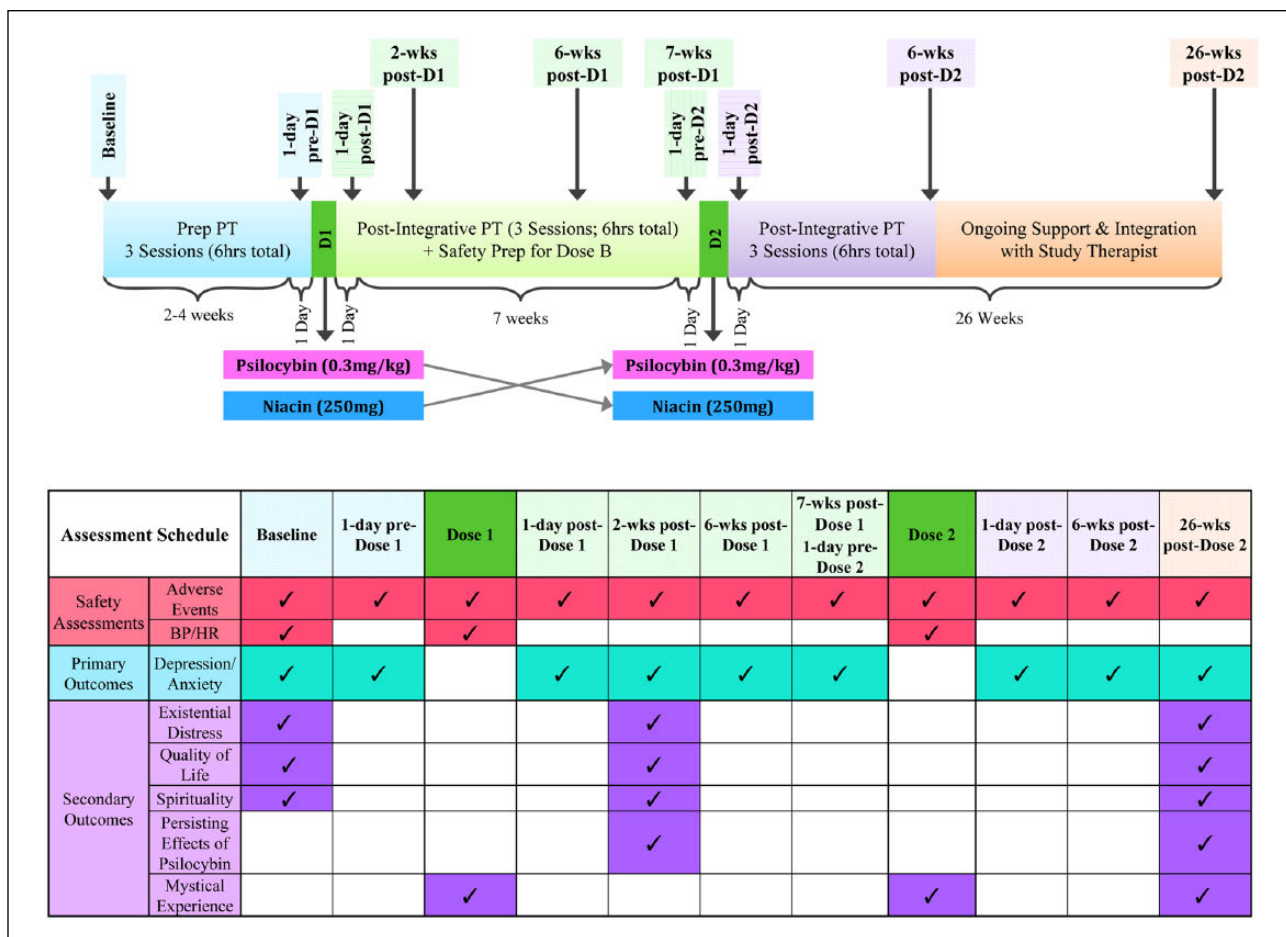 2-wks
post-D1
6-wks
post-D1
7-wks
post-D1
6-wks
post-D2
26-wks
post-D2
Baseline
1-day
pre-D1
1-day
post-D1
1-day
pre-D2
1-day
post-D2
Prep PT
3 Sessions (6hrs total)
D1
Post-Integrative PT (3 Sessions; 6hrs total)
+ Safety Prep for Dose B
D2
Post-Integrative PT
3 Sessions (6hrs total)
Ongoing Support & Integration
with Study Therapist
2-4 weeks
1 Day
1 Day
7 weeks
1 Day
1 Day
26 Weeks
Psilocybin (0.3mg/kg)
Psilocybin (0.3mg/kg)
Niacin (250mg)
Niacin (250mg)
Assessment Schedule
Baseline
1-day pre-
Dose 1
Dose 1
1-day post-
Dose 1
2-wks post-
Dose 1
6-wks post-
Dose 1
7-wks post-
Dose 1
1-day pre-
Dose 2
Dose 2
1-day post-
Dose 2
6-wks post-
Dose 2
26-wks
post-Dose 2
Safety
Assessments
Adverse
Events
✓ ✓ ✓ ✓ ✓ ✓ ✓ ✓ ✓ ✓ ✓
BP/HR
✓ ✓ ✓
Primary
Outcomes
Depression/
Anxiety
✓ ✓ ✓ ✓ ✓ ✓ ✓ ✓ ✓
Secondary
Outcomes
Existential
Distress
✓ ✓ ✓
Quality of
Life
✓ ✓ ✓
Spirituality
✓ ✓ ✓
Persisting
Effects of
Psilocybin
✓ ✓
Mystical
Experience
✓ ✓ ✓